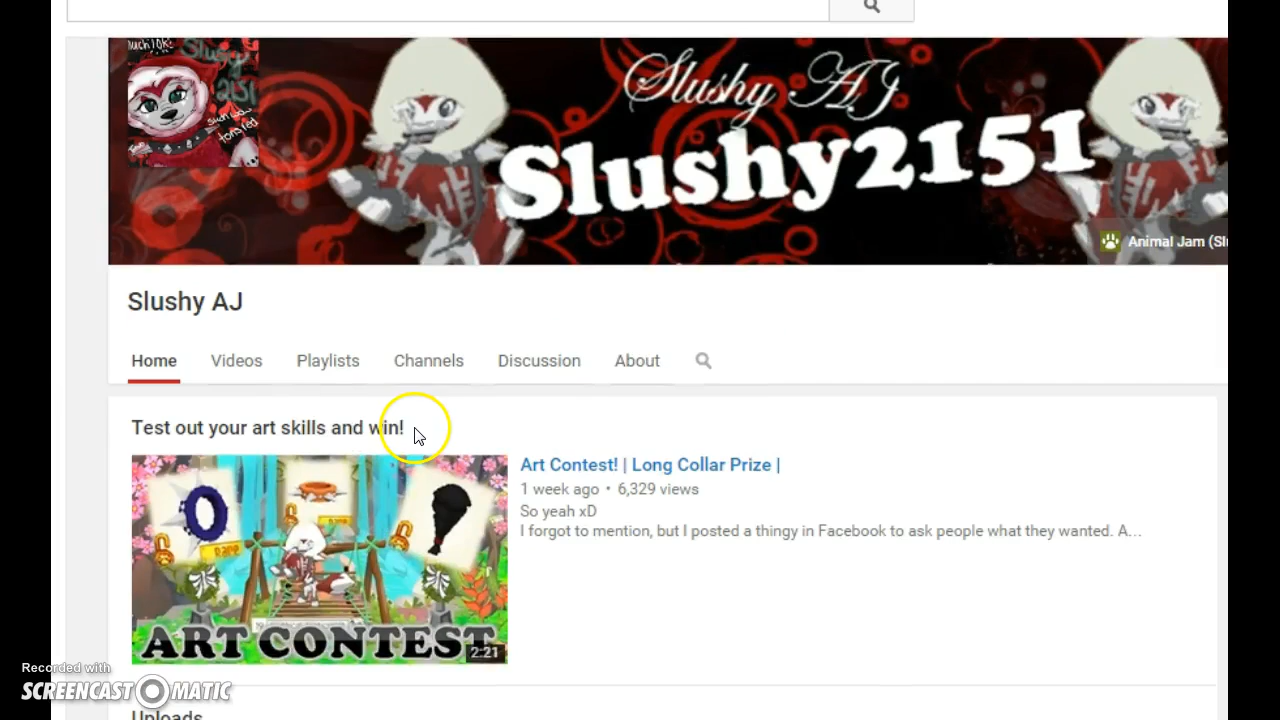 Slushy
2151
Slushy AJ
Slushy2151
Animal Jam (Sl
Slushy AJ
Home Videos Playlists Channels Discussion About
Test out your art skills and win!
Art Contest! | Long Collar Prize |
1 week ago • 6,329 views
So yeah xD
I forgot to mention, but I posted a thingy in Facebook to ask people what they wanted. A...
RARE
ART CONTEST
2:21
Recorded with
SCREENCAST MATIC
Uploads